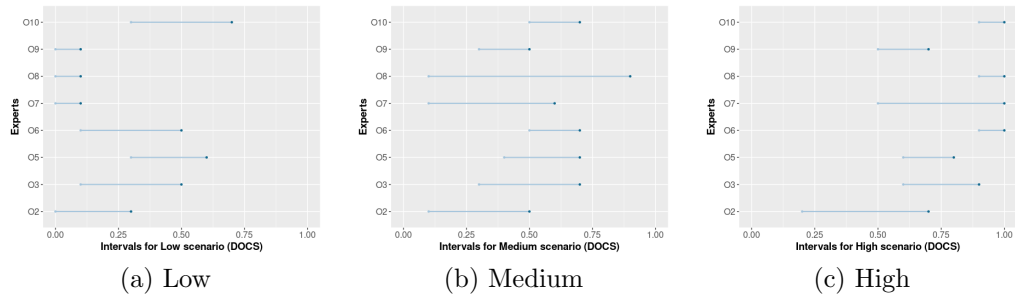 O10
O9
O8
O7
O6
O5
O3
O2
Experts
0.00 0.25 0.50 0.75 1.00
Intervals for Low scenario (DOCS)
(a) Low
O10
O9
O8
O7
O6
O5
O3
O2
Experts
0.00 0.25 0.50 0.75 1.00
Intervals for Medium scenario (DOCS)
(b) Medium
O10
O9
O8
O7
O6
O5
O3
O2
Experts
0.00 0.25 0.50 0.75 1.00
Intervals for High scenario (DOCS)
(c) High